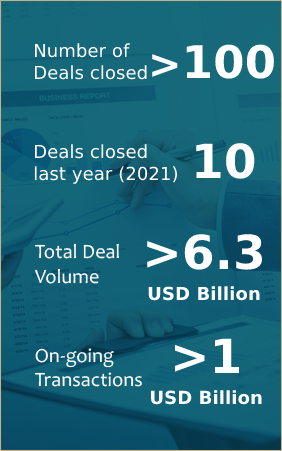 Number of
Deals closed
>100
BUSINESS REPORT
Deals closed
last year (2021)
10
Total Deal
Volume
>6.3
USD Billion
On-going
Transactions
>1
USD Billion